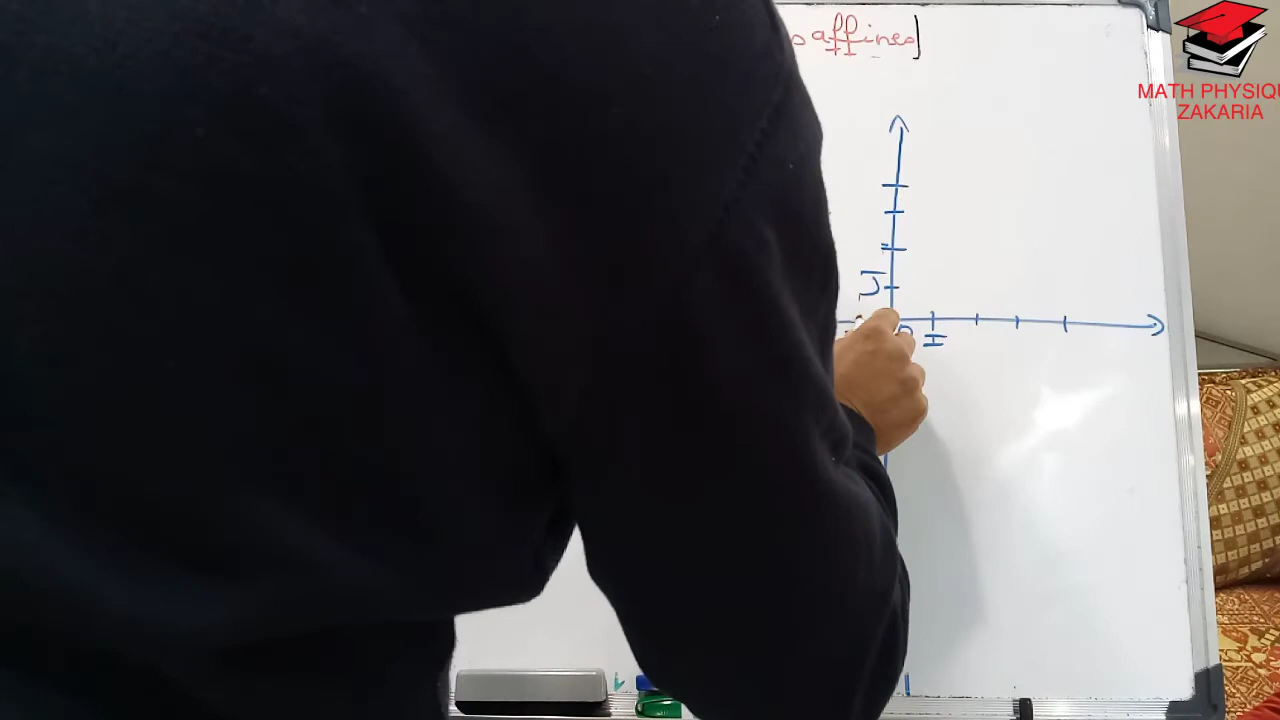 affines]
MATH PHYSIQU
ZAKARIA
J
I